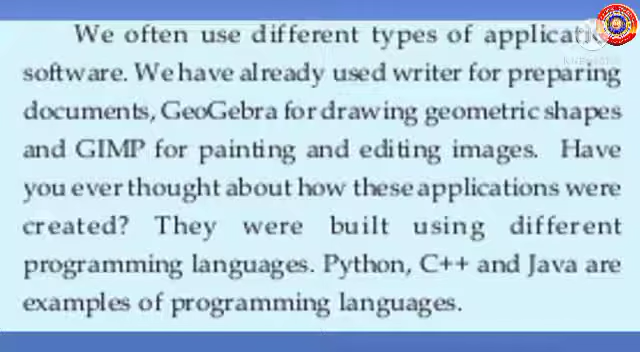 We often use different types of application
software. We have already used writer for preparing
documents, GeoGebra for drawing geometric shapes
and GIMP for painting and editing images. Have
you ever thought about how these applications were
created? They were built using different
programming languages. Python, C++ and Java are
examples of programming languages.